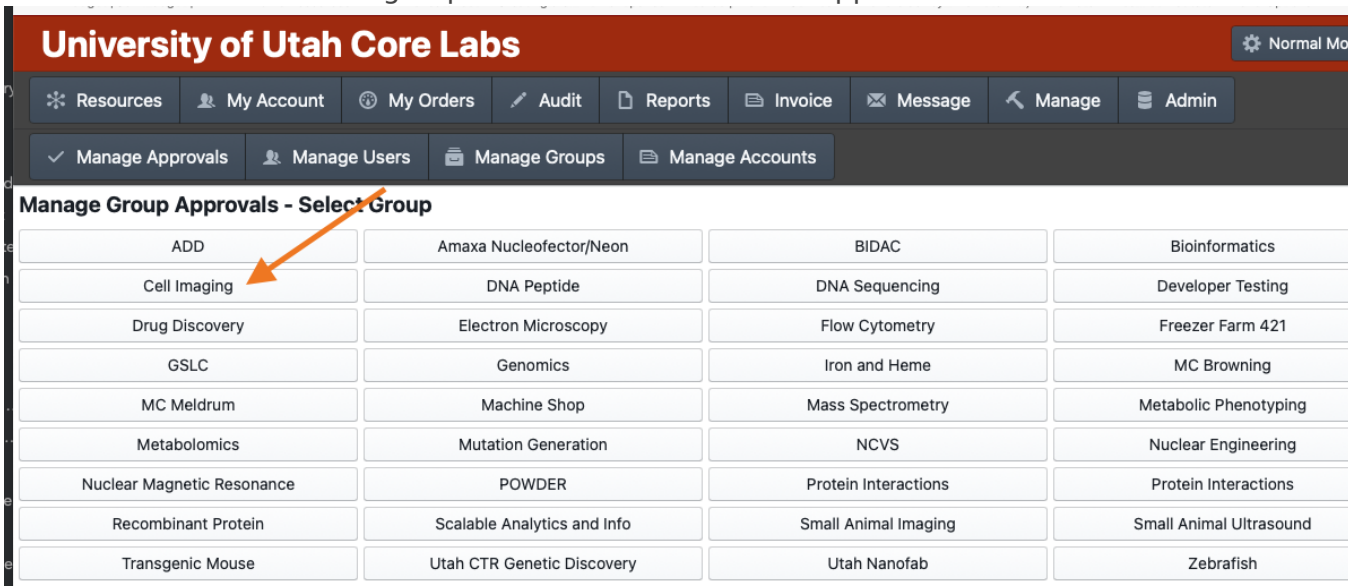 University of Utah Core Labs
Normal Mo
Resources My Account My Orders Audit Reports Invoice Message Manage Admin
Manage Approvals Manage Users Manage Groups Manage Accounts
Manage Group Approvals - Select Group
ADD Amaxa Nucleofector/Neon BIDAC Bioinformatics
Cell Imaging DNA Peptide DNA Sequencing Developer Testing
Drug Discovery Electron Microscopy Flow Cytometry Freezer Farm 421
GSLC Genomics Iron and Heme MC Browning
MC Meldrum Machine Shop Mass Spectrometry Metabolic Phenotyping
Metabolomics Mutation Generation NCVS Nuclear Engineering
Nuclear Magnetic Resonance POWDER Protein Interactions Protein Interactions
Recombinant Protein Scalable Analytics and Info Small Animal Imaging Small Animal Ultrasound
Transgenic Mouse Utah CTR Genetic Discovery Utah Nanofab Zebrafish